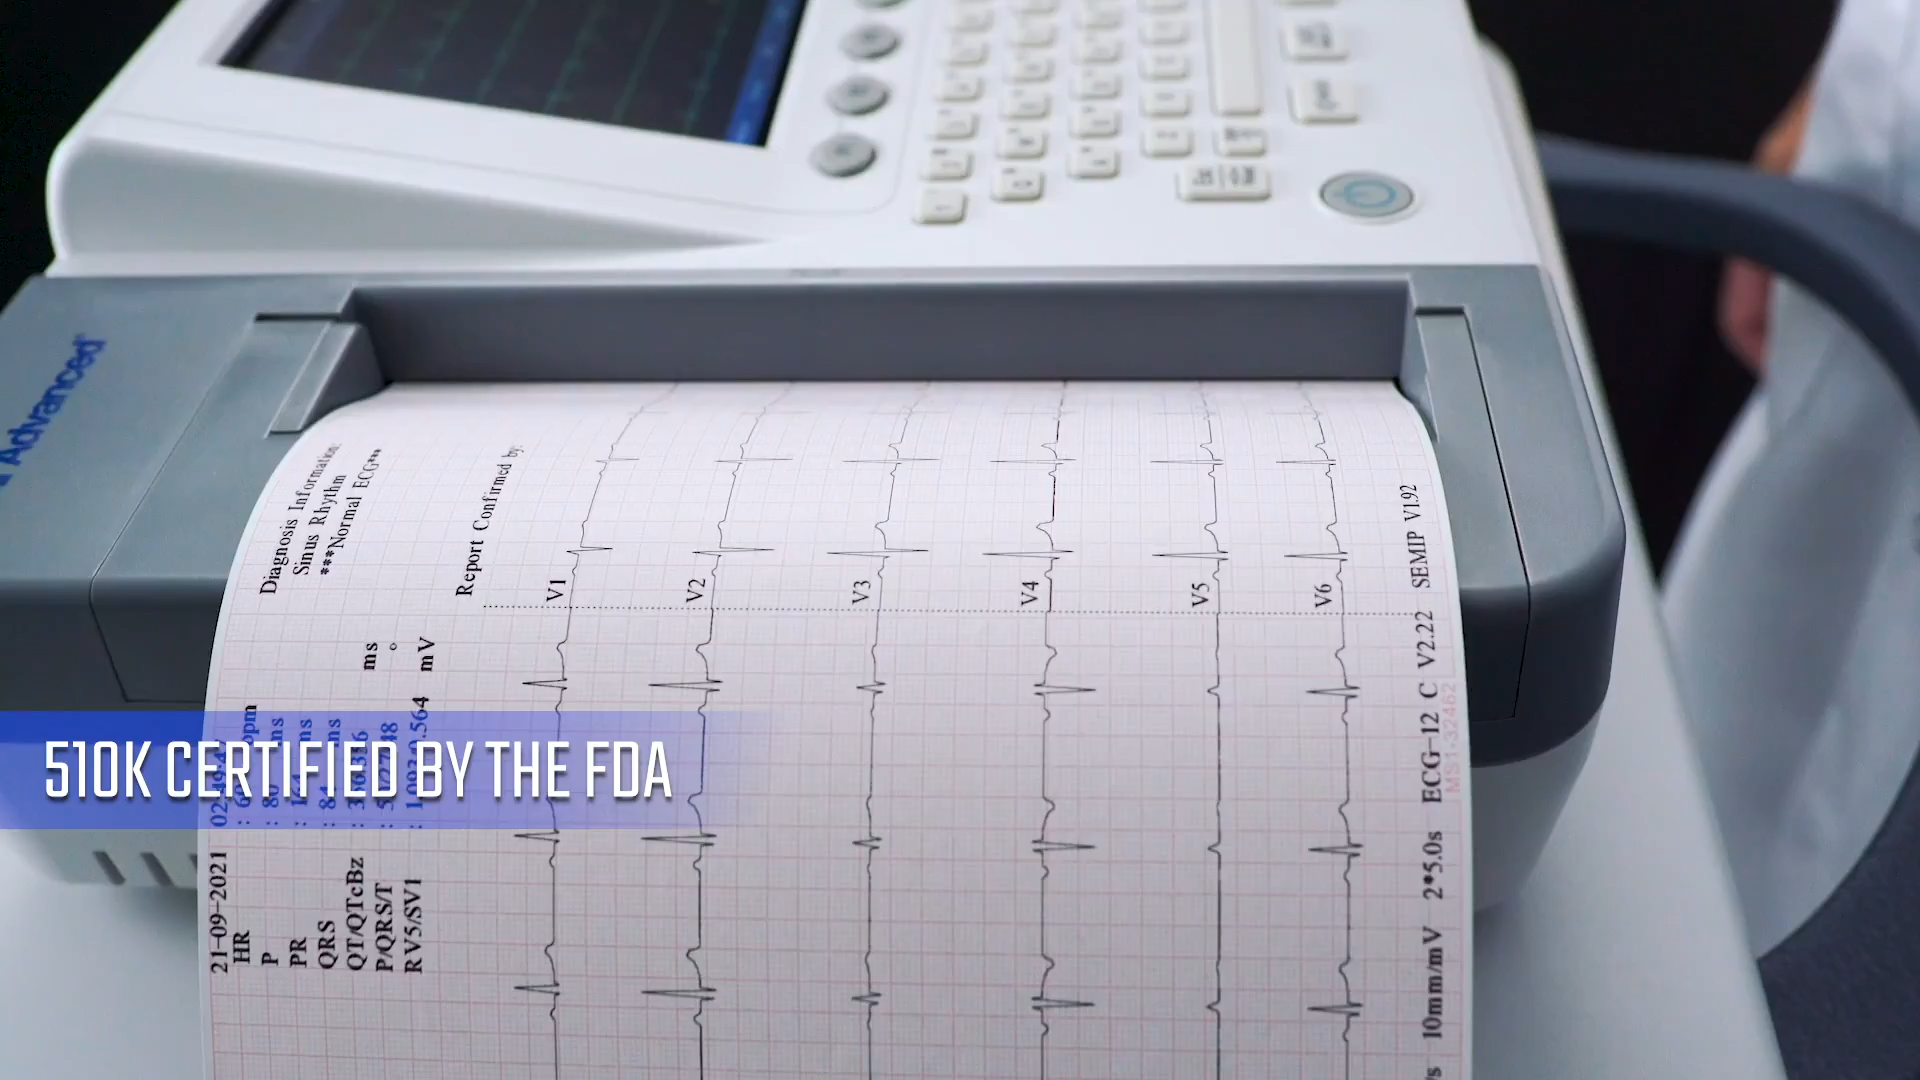 Advanced
Diagnosis Information:
Sinus Rhythm
***Normal ECG***
Report Confirmed by:
21-09-2021
HR
P
PR
QRS
QT/QTcBz ms
P/QRS/T °
RV5/SV1 mV
V1
V2
V3
V4
V5
V6
10mm/mV 2*5.0s ECG-12 C V2.22 SEMIP V1.92
MS1-32462
510K CERTIFIED BY THE FDA